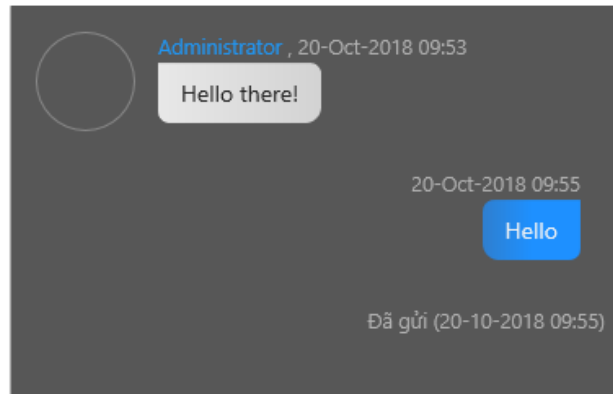 Administrator , 20-Oct-2018 09:53
Hello there!
20-Oct-2018 09:55
Hello
Đã gửi (20-10-2018 09:55)